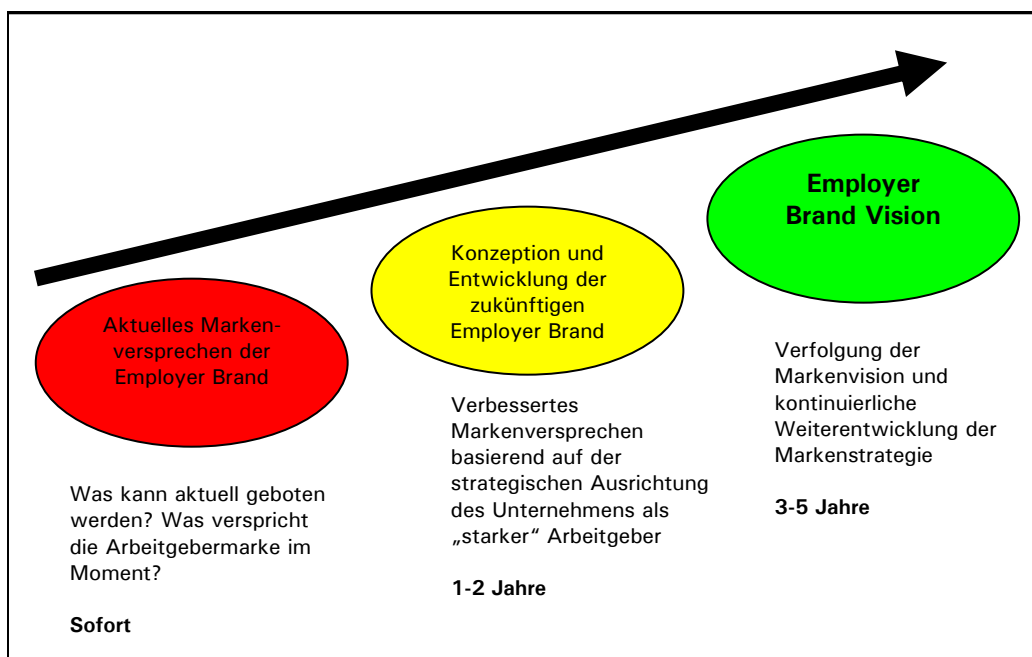 Aktuelles Marken-
versprechen der
Employer Brand
Was kann aktuell geboten
werden? Was verspricht
die Arbeitgebermarke im
Moment?
Sofort
Konzeption und
Entwicklung der
zukünftigen
Employer Brand
Verbessertes
Markenversprechen
basierend auf der
strategischen Ausrichtung
des Unternehmens als
„starker“ Arbeitgeber
1-2 Jahre
Employer
Brand Vision
Verfolgung der
Markenvision und
kontinuierliche
Weiterentwicklung der
Markenstrategie
3-5 Jahre